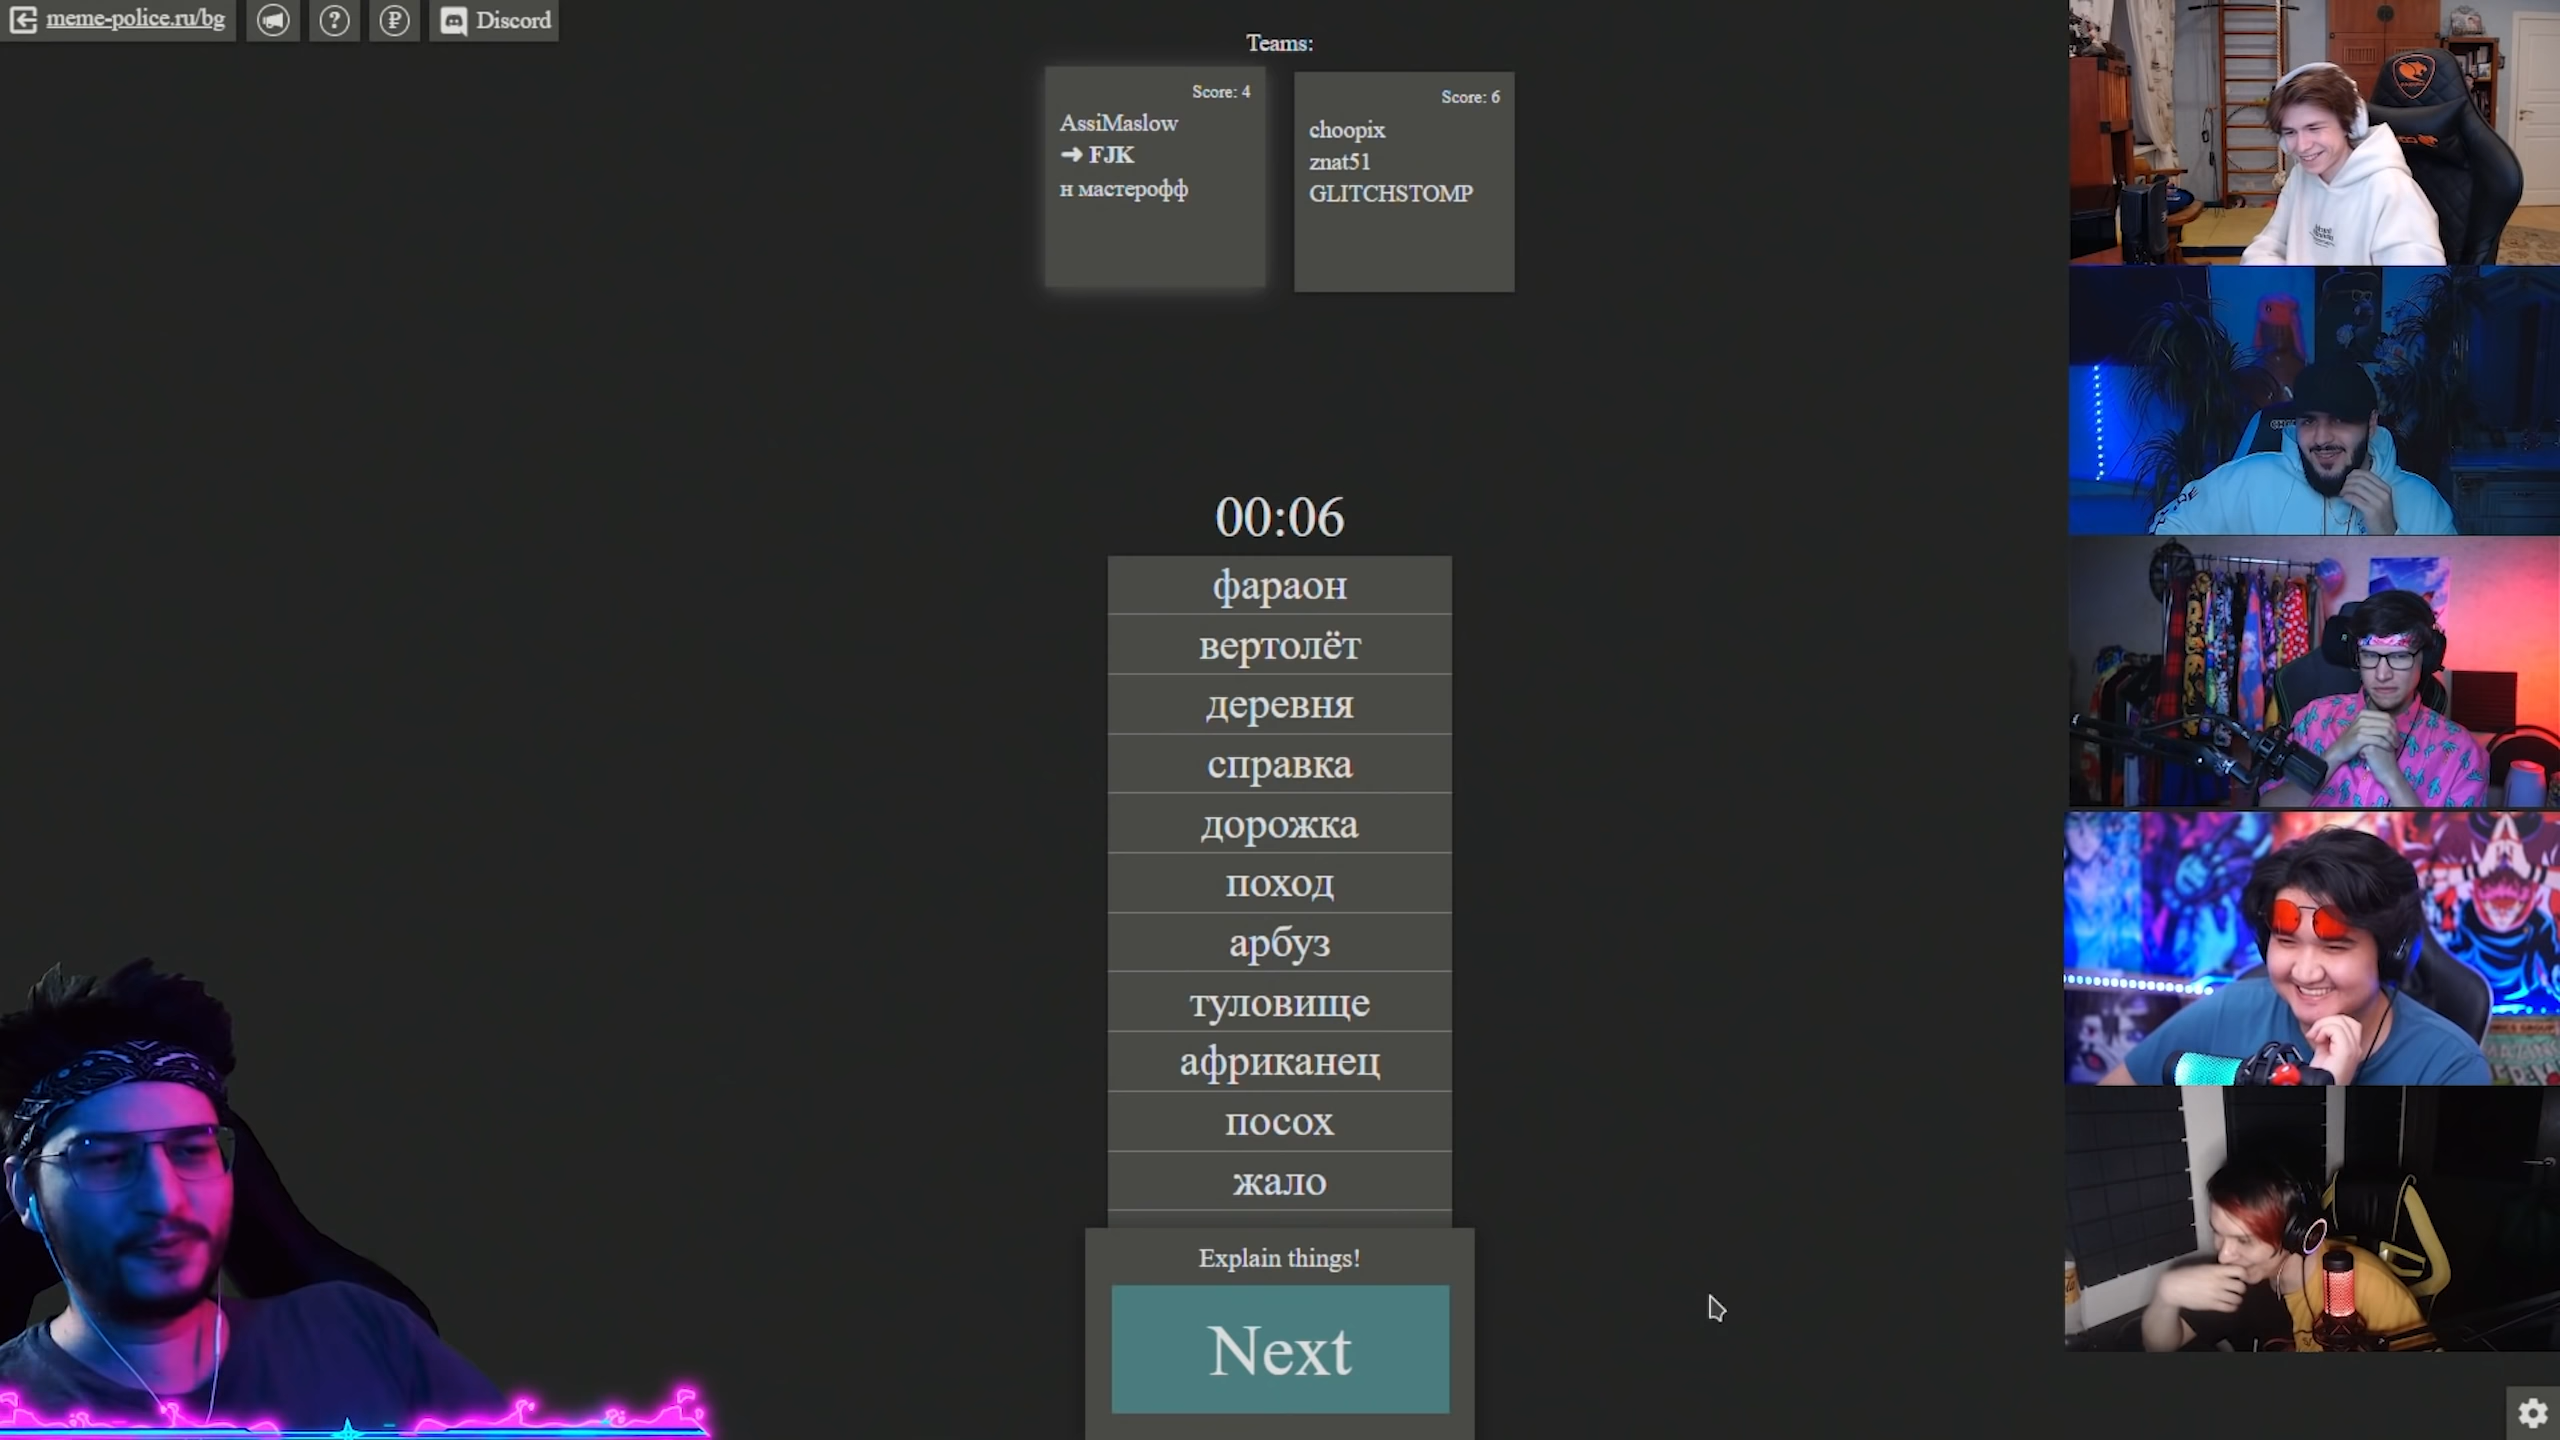 meme-police.ru/bg
Discord
Teams:
Score: 4
AssiMaslow
➜ FJK
н мастерофф
Score: 6
choopix
znat51
GLITCHSTOMP
00:06
фараон
вертолёт
деревня
справка
дорожка
поход
арбуз
туловище
африканец
посох
жало
Explain things!
Next